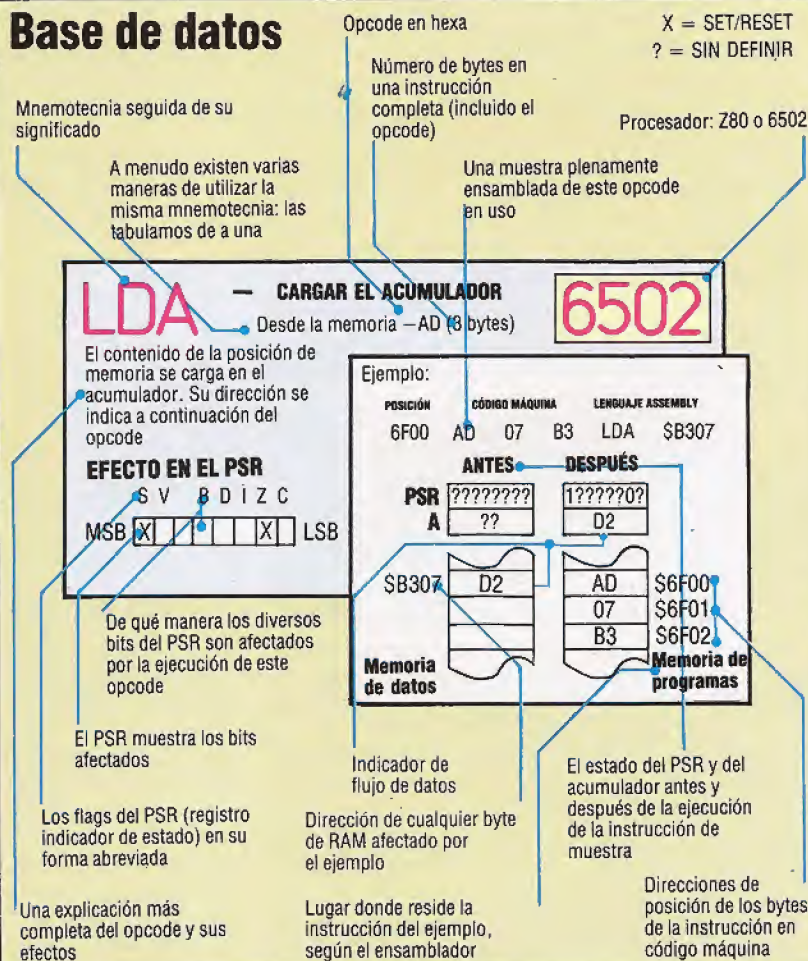 Base de datos
Opcode en hexa
X = SET/RESET
? = SIN DEFINIR
Número de bytes en
una instrucción
completa (incluido el
opcode)
Mnemotecnia seguida de su
significado
Procesador: Z80 o 6502
A menudo existen varias
maneras de utilizar la
misma mnemotecnia: las
tabulamos de a una
Una muestra plenamente
ensamblada de este opcode
en uso
LDA — CARGAR EL ACUMULADOR
6502
Desde la memoria — AD (3 bytes)
El contenido de la posición de
memoria se carga en el
acumulador. Su dirección se
indica a continuación del
opcode
EFECTO EN EL PSR
S V B D I Z C
MSB X X LSB
Ejemplo:
POSICIÓN CÓDIGO MÁQUINA LENGUAJE ASSEMBLY
6F00 AD 07 B3 LDA $B307
ANTES DESPUÉS
PSR ???????? 1?????0?
A ?? D2
$B307 D2 AD $6F00
07 $6F01
B3 $6F02
Memoria
de datos
Memoria de
programas
De qué manera los diversos
bits del PSR son afectados
por la ejecución de este
opcode
El PSR muestra los bits
afectados
Los flags del PSR (registro
indicador de estado) en su
forma abreviada
Una explicación más
completa del opcode y sus
efectos
Indicador de
flujo de datos
Dirección de cualquier byte
de RAM afectado por
el ejemplo
Lugar donde reside la
instrucción del ejemplo,
según el ensamblador
El estado del PSR y del
acumulador antes y
después de la ejecución
de la instrucción de
muestra
Direcciones de
posición de los bytes
de la instrucción en
código máquina